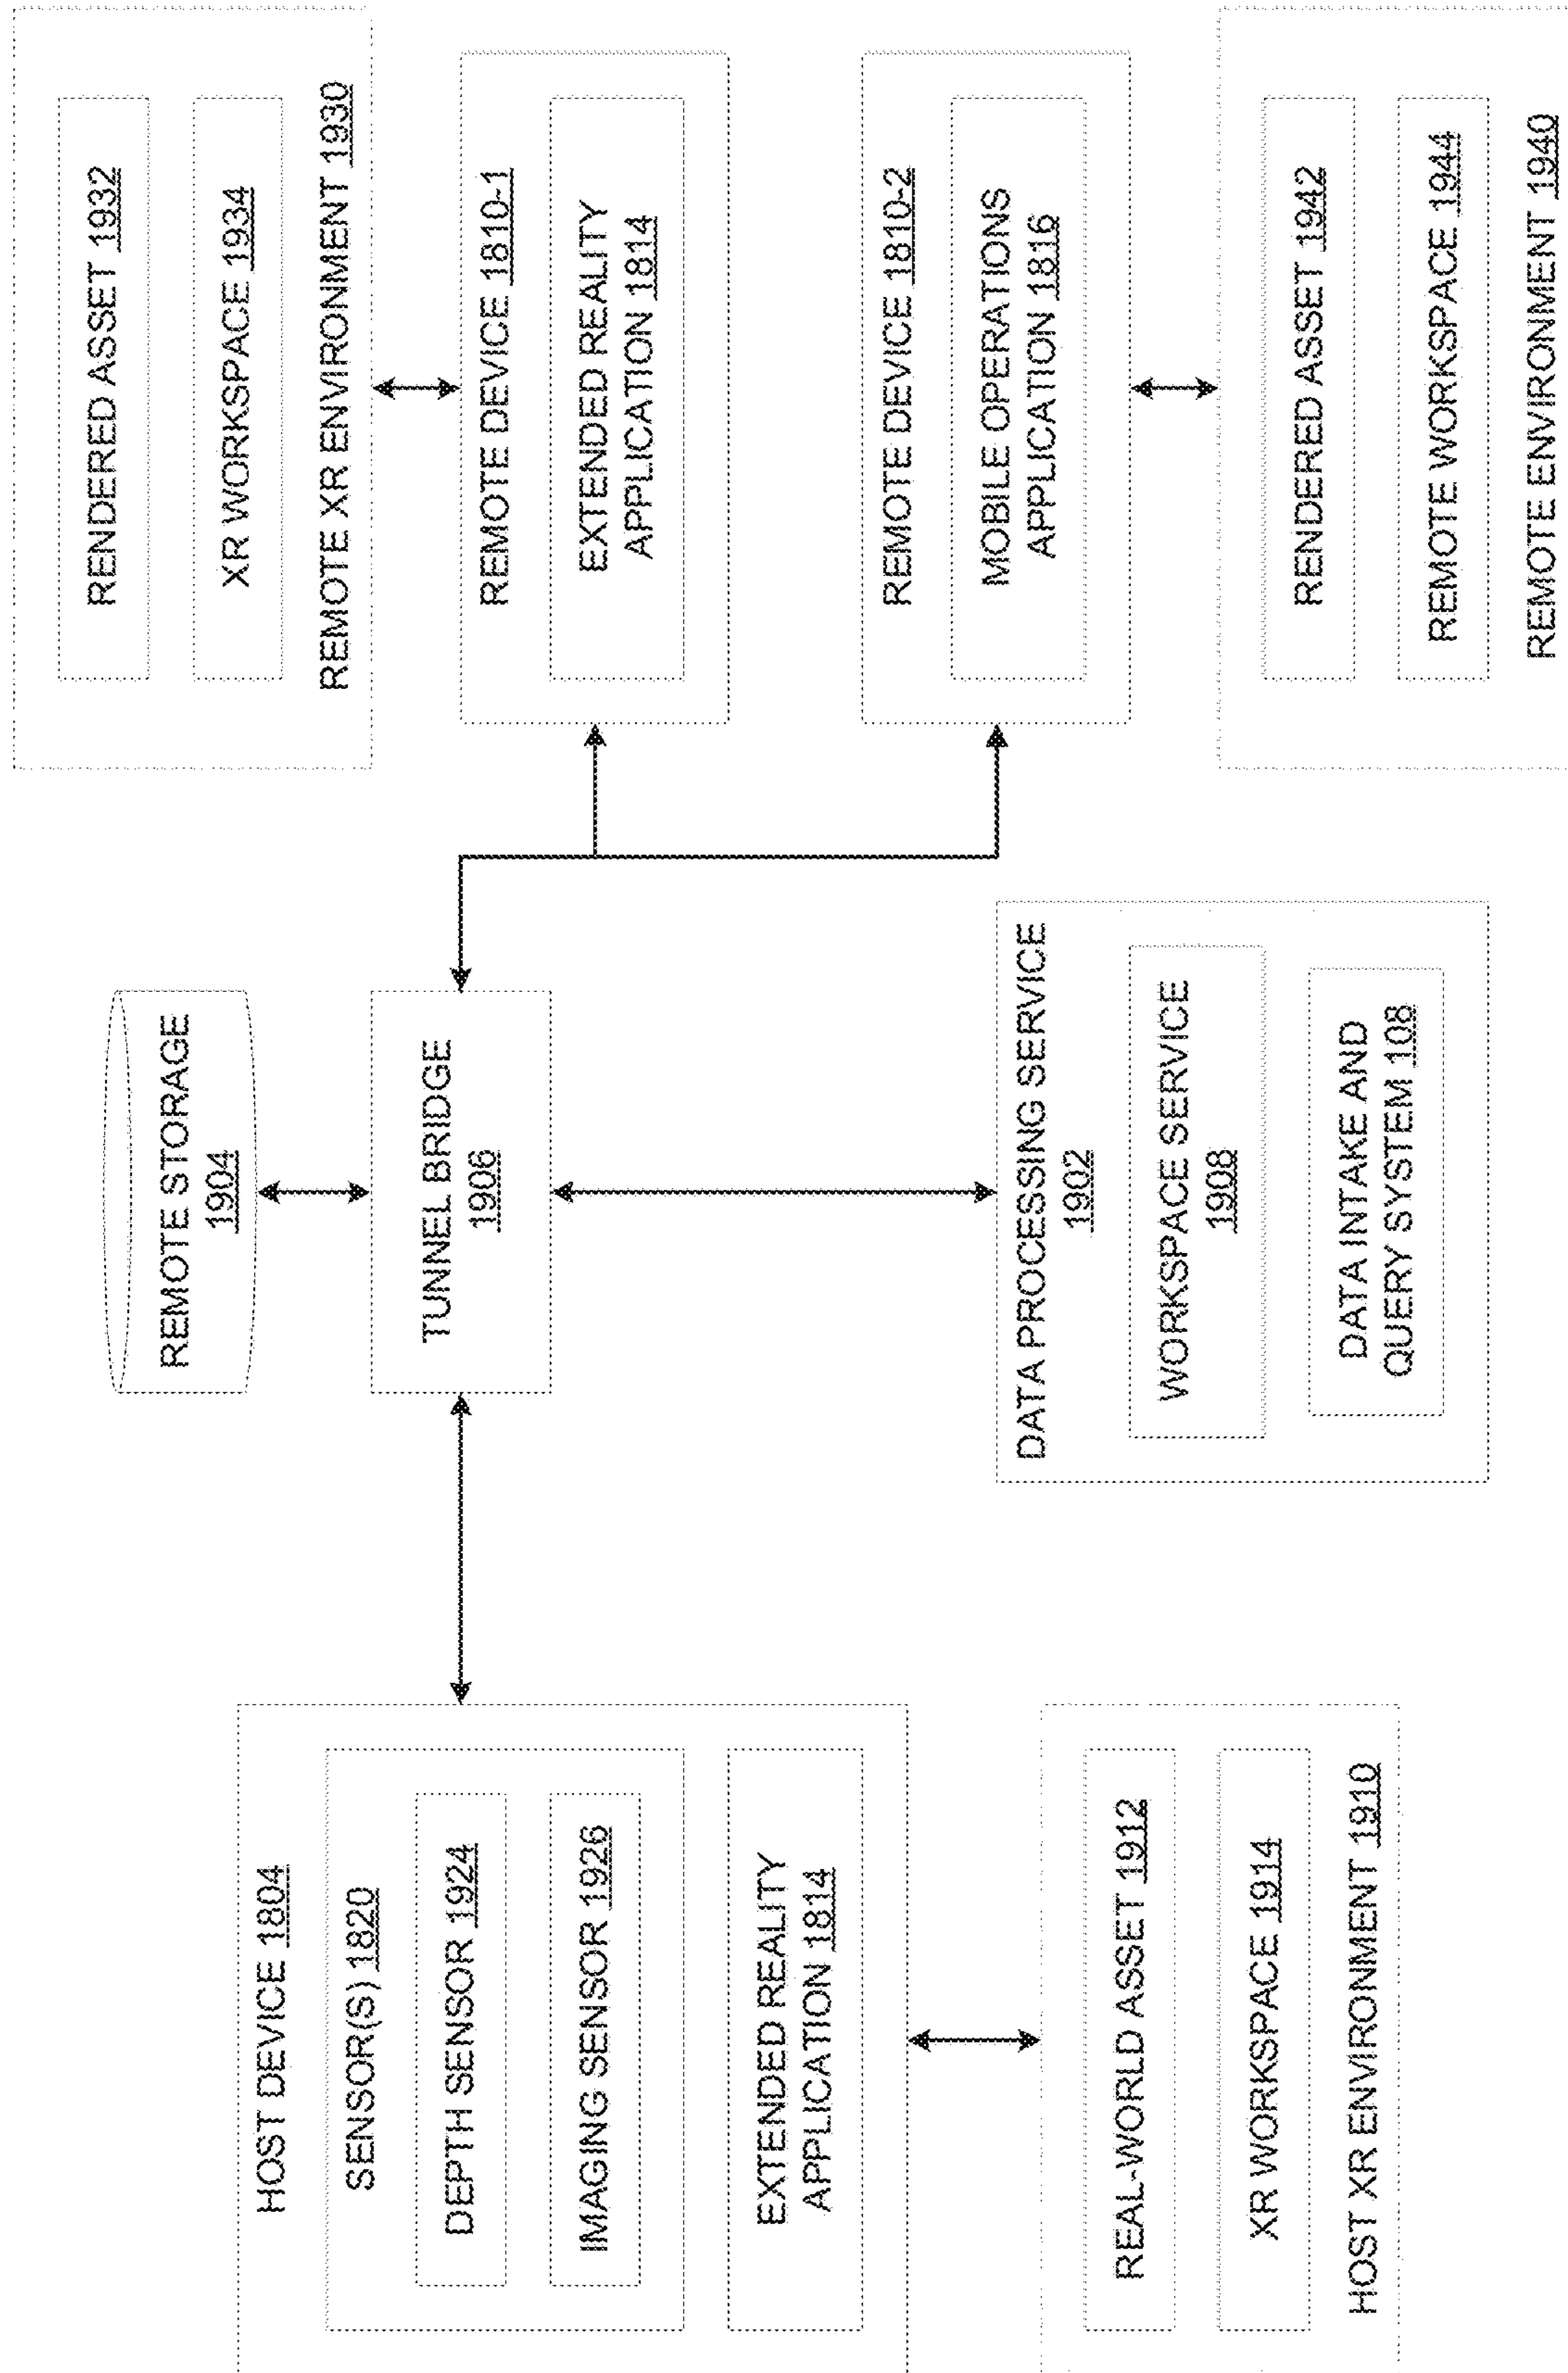 HOST DEVICE 1804
SENSOR(S) 1820
DEPTH SENSOR 1924
IMAGING SENSOR 1926
EXTENDED REALITY
APPLICATION 1814
REAL-WORLD ASSET 1912
XR WORKSPACE 1914
HOST XR ENVIRONMENT 1910
REMOTE STORAGE
1904
TUNNEL BRIDGE
1906
DATA PROCESSING SERVICE
1902
WORKSPACE SERVICE
1908
DATA INTAKE AND
QUERY SYSTEM 108
RENDERED ASSET 1932
XR WORKSPACE 1934
REMOTE XR ENVIRONMENT 1930
REMOTE DEVICE 1810-1
EXTENDED REALITY
APPLICATION 1814
REMOTE DEVICE 1810-2
MOBILE OPERATIONS
APPLICATION 1816
RENDERED ASSET 1942
REMOTE WORKSPACE 1944
REMOTE ENVIRONMENT 1940